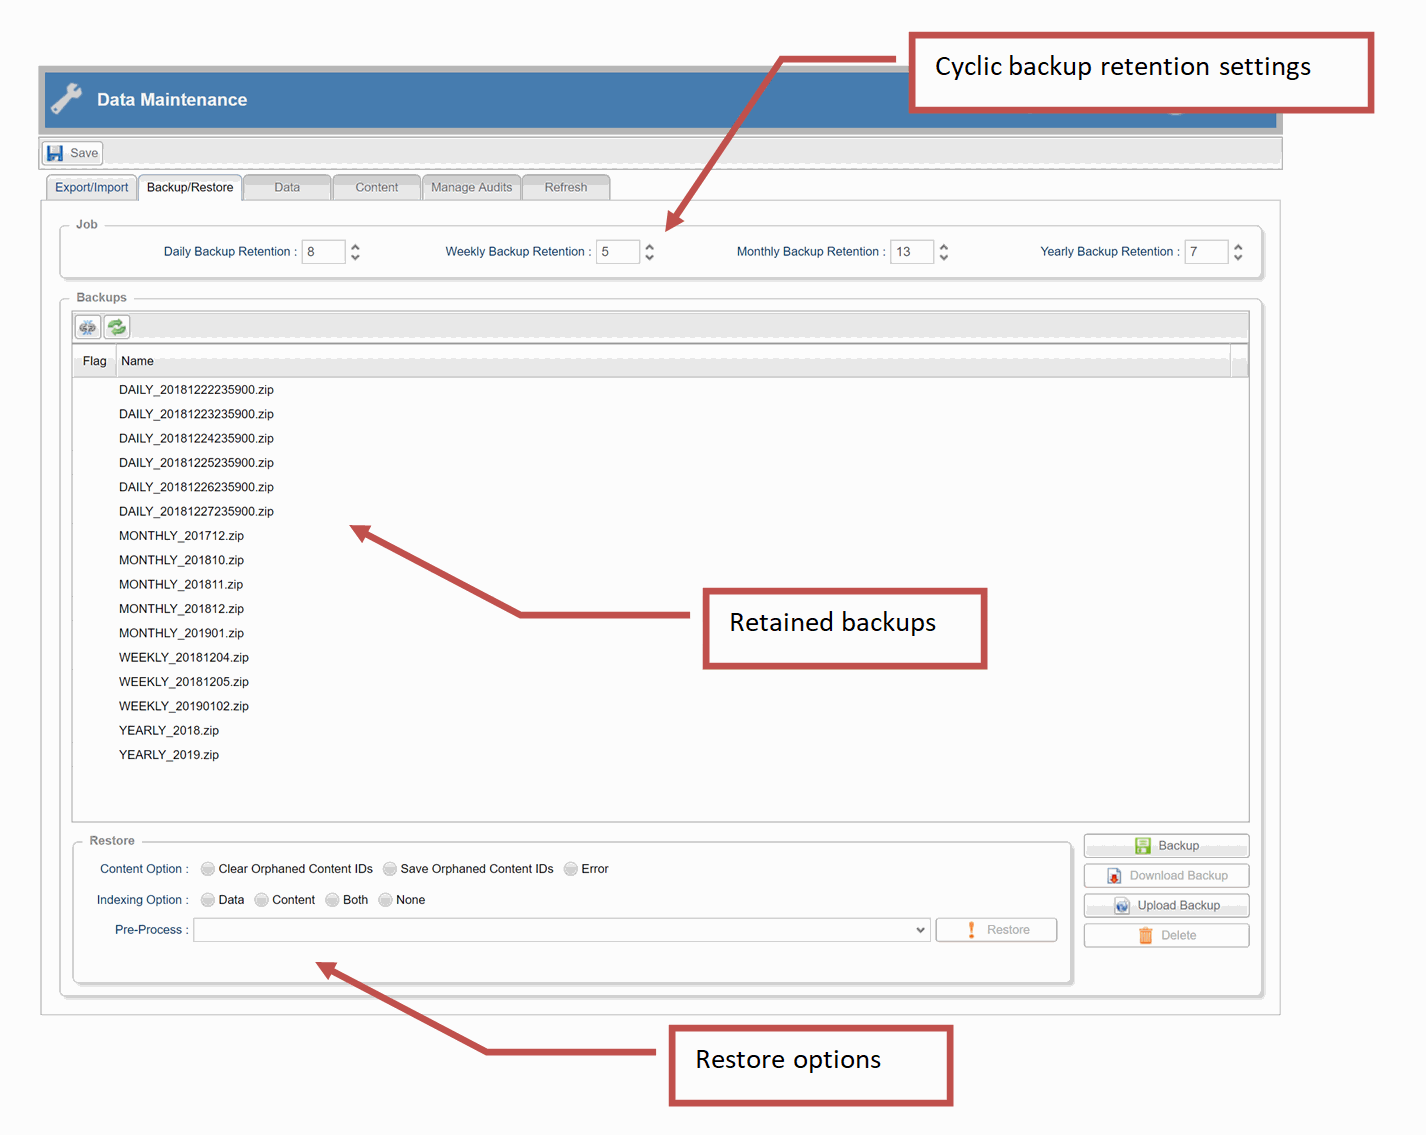 Cyclic backup retention settings
Data Maintenance
Save
Export/Import Backup/Restore Data Content Manage Audits Refresh
Job
Daily Backup Retention : 8 Weekly Backup Retention : 5 Monthly Backup Retention : 13 Yearly Backup Retention : 7
Backups
Flag Name
DAILY_20181222235900.zip
DAILY_20181223235900.zip
DAILY_20181224235900.zip
DAILY_20181225235900.zip
DAILY_20181226235900.zip
DAILY_20181227235900.zip
MONTHLY_201712.zip
MONTHLY_201810.zip
MONTHLY_201811.zip
MONTHLY_201812.zip
MONTHLY_201901.zip
WEEKLY_20181204.zip
WEEKLY_20181205.zip
WEEKLY_20190102.zip
YEARLY_2018.zip
YEARLY_2019.zip
Retained backups
Restore
Content Option : Clear Orphaned Content IDs Save Orphaned Content IDs Error
Indexing Option : Data Content Both None
Pre-Process : Restore
Backup
Download Backup
Upload Backup
Delete
Restore options